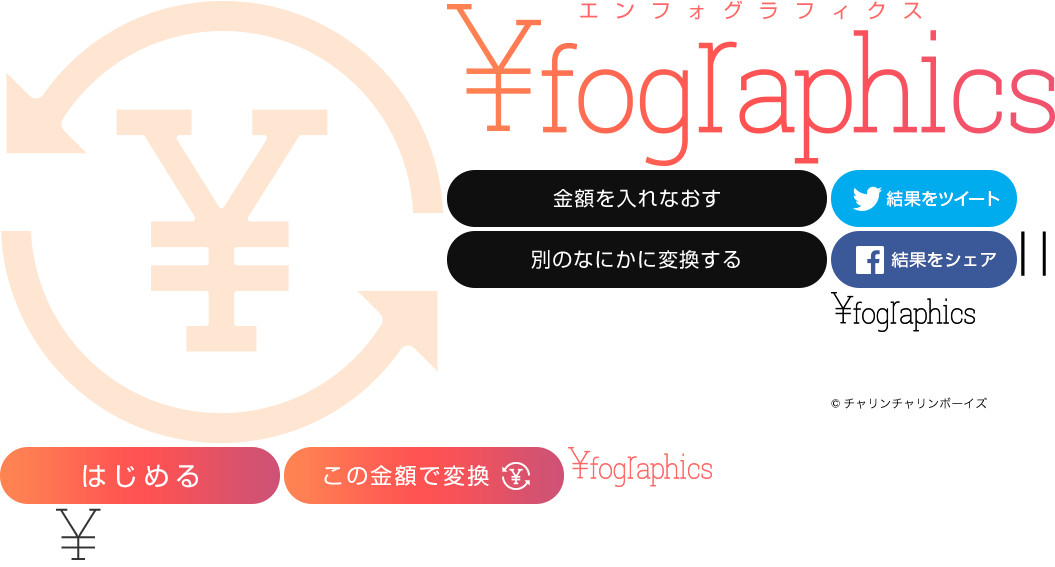 ¥
エンフォグラフィクス
¥fographics
金額を入れなおす
結果をツイート
別のなにかに変換する
結果をシェア
¥fographics
© チャリンチャリンボーイズ
はじめる
この金額で変換 ¥
¥fographics
¥